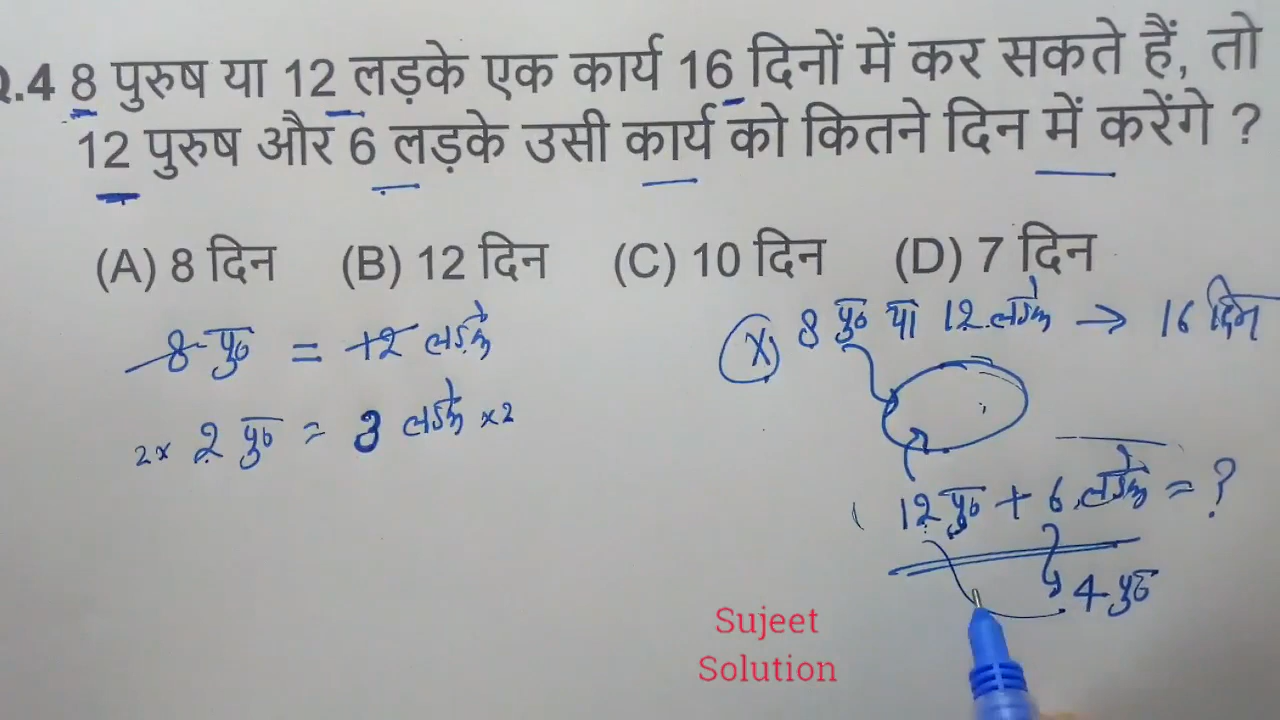 Q.4 8 पुरुष या 12 लड़के एक कार्य 16 दिनों में कर सकते हैं, तो
12 पुरुष और 6 लड़के उसी कार्य को कितने दिन में करेंगे ?
(A) 8 दिन (B) 12 दिन (C) 10 दिन (D) 7 दिन
8 पु० = 12 लड़के
2x 2 पु० = 3 लड़के x2
X 8 पु० या 12 लड़के → 16 दिन
12 पु० + 6 लड़के = ?
4 पु०
Sujeet
Solution